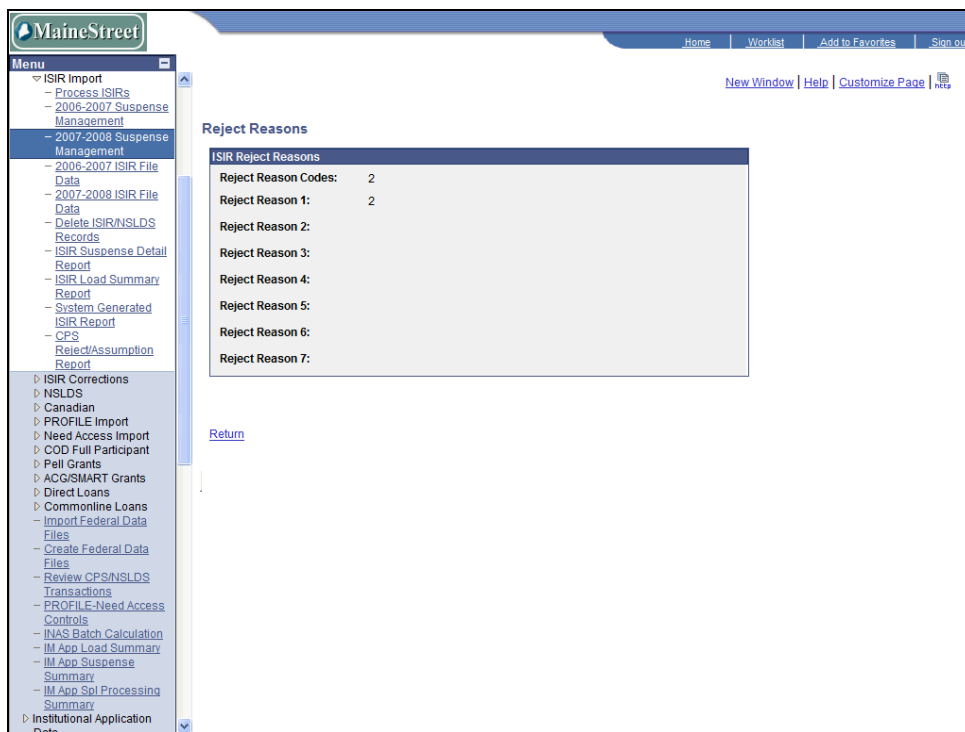 MaineStreet
Home
Worklist
Add to Favorites
Sign ou
Menu
New Window | Help | Customize Page |
http
ISIR Import
Process ISIRs
2006-2007 Suspense
Management
2007-2008 Suspense
Management
2006-2007 ISIR File
Data
2007-2008 ISIR File
Data
Delete ISIR/NSLDS
Records
ISIR Suspense Detail
Report
ISIR Load Summary
Report
System Generated
ISIR Report
CPS
Reject/Assumption
Report
ISIR Corrections
NSLDS
Canadian
PROFILE Import
Need Access Import
COD Full Participant
Pell Grants
ACG/SMART Grants
Direct Loans
Commonline Loans
Import Federal Data
Files
Create Federal Data
Files
Review CPS/NSLDS
Transactions
PROFILE-Need Access
Controls
INAS Batch Calculation
IM App Load Summary
IM App Suspense
Summary
IM App Spl Processing
Summary
Institutional Application
Reject Reasons
ISIR Reject Reasons
Reject Reason Codes: 2
Reject Reason 1: 2
Reject Reason 2:
Reject Reason 3:
Reject Reason 4:
Reject Reason 5:
Reject Reason 6:
Reject Reason 7:
Return